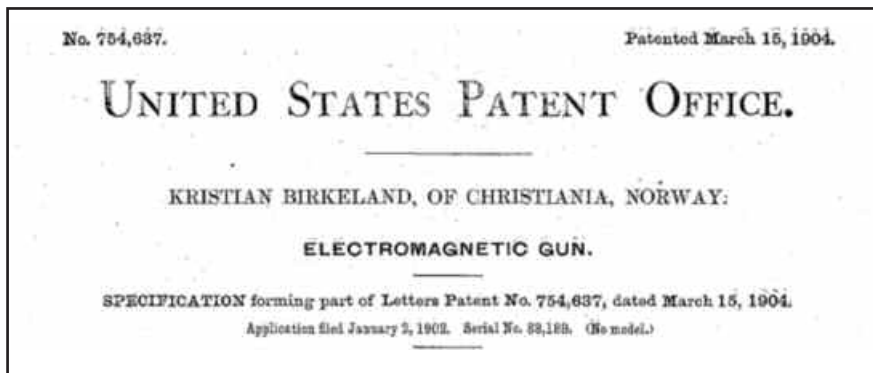 No. 754,637. Patented March 15, 1904.
UNITED STATES PATENT OFFICE.
KRISTIAN BIRKELAND, OF CHRISTIANIA, NORWAY.
ELECTROMAGNETIC GUN.
SPECIFICATION forming part of Letters Patent No. 754,637, dated March 15, 1904.
Application filed January 2, 1902. Serial No. (No model.)